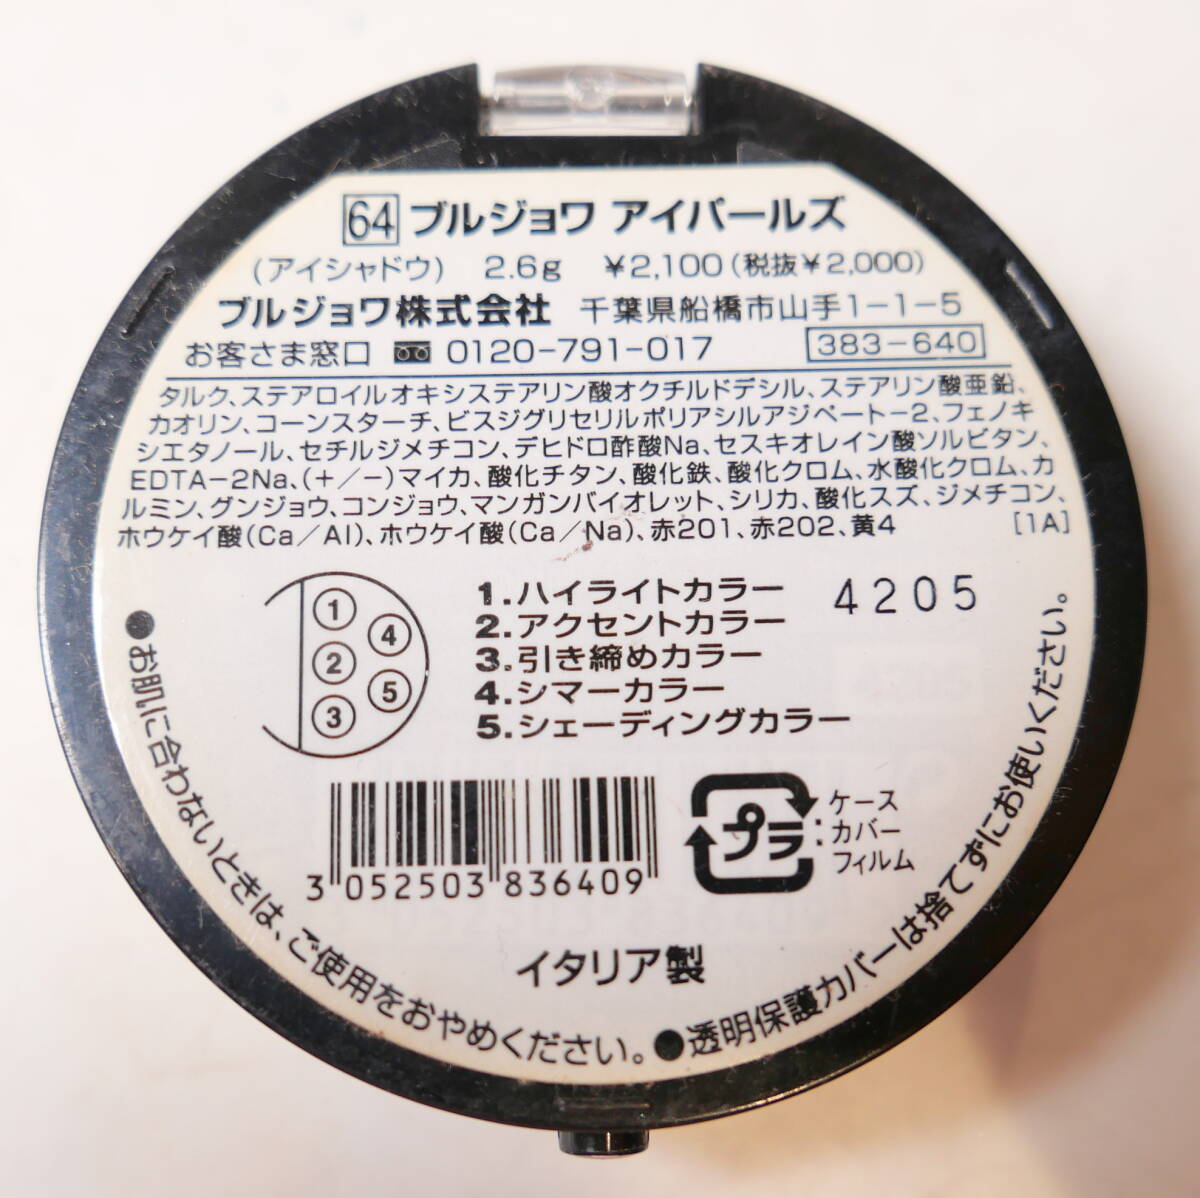 64 ブルジョワ アイパールズ
(アイシャドウ) 2.6g ¥2,100(税抜¥2,000)
ブルジョワ株式会社 千葉県船橋市山手1-1-5
お客さま窓口 0120-791-017 383-640
タルク、ステアロイルオキシステアリン酸オクチルドデシル、ステアリン酸亜鉛、
カオリン、コーンスターチ、ビスジグリセリルポリアシルアジペート-2、フェノキ
シエタノール、セチルジメチコン、デヒドロ酢酸Na、セスキオレイン酸ソルビタン、
EDTA-2Na、(+/-)マイカ、酸化チタン、酸化鉄、酸化クロム、水酸化クロム、カ
ルミン、グンジョウ、コンジョウ、マンガンバイオレット、シリカ、酸化スズ、ジメチコン、
ホウケイ酸(Ca/Al)、ホウケイ酸(Ca/Na)、赤201、赤202、黄4 [1A]
1
2
3
4
5
1.ハイライトカラー
2.アクセントカラー
3.引き締めカラー
4.シマーカラー
5.シェーディングカラー
4205
3 052503 836409
プラ
:ケース
カバー
フィルム
イタリア製
●お肌に合わないときは、ご使用をおやめください。
●透明保護カバーは捨てずにお使いください。